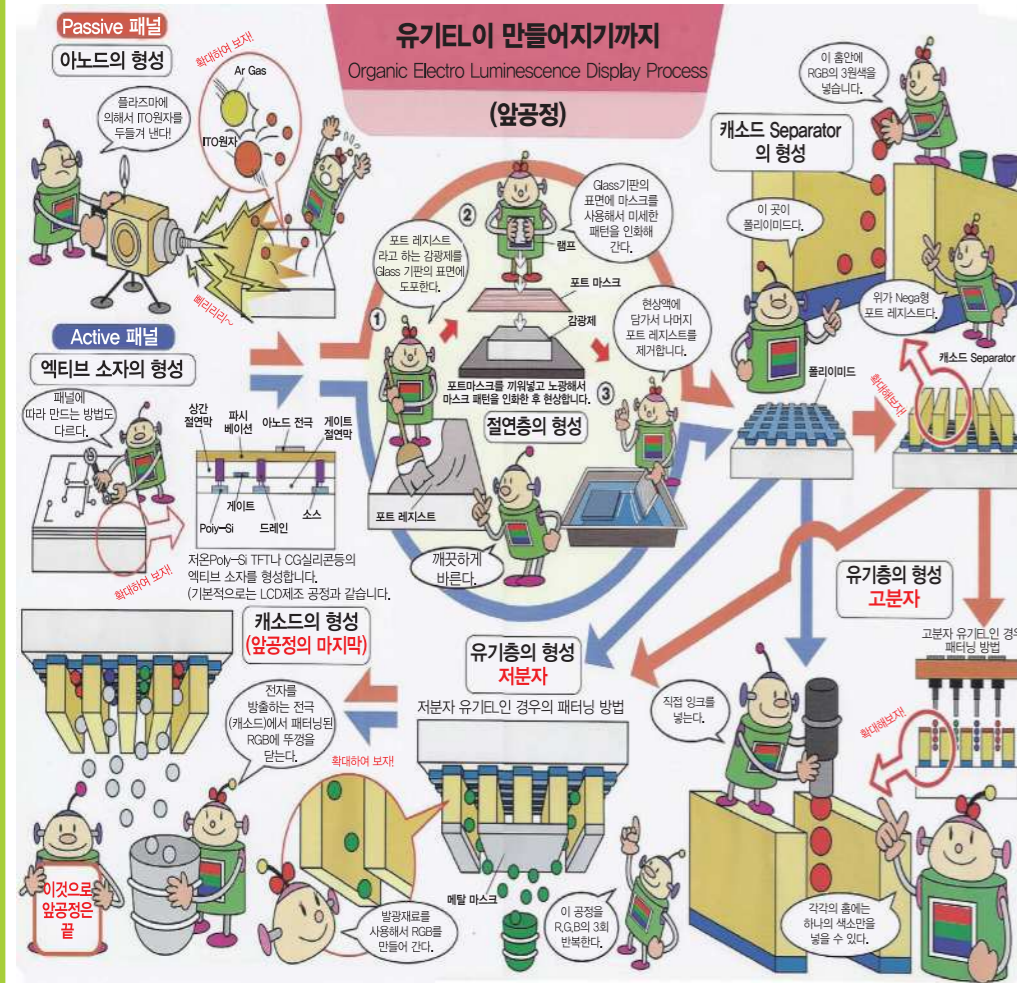 유기EL이 만들어지기까지
Organic Electro Luminescence Display Process
(앞공정)
Passive 패널
아노드의 형성
확대하여 보자!
Ar Gas
ITO원자
플라즈마에
의해서 ITO원자를
두들겨 낸다!
삐리리라~
Active 패널
엑티브 소자의 형성
패널에
따라 만드는 방법도
다르다.
상간
절연막
파시
베이션
아노드 전극
게이트
절연막
게이트
Poiy-Si
드레인
소스
확대하여 보자!
저온Poly-Si TFT나 CG실리콘등의
엑티브 소자를 형성합니다.
(기본적으로는 LCD제조 공정과 같습니다.
①
포트 레지스트
라고 하는 감광제를
Glass 기판의 표면에
도포한다.
포트 레지스트
②
Glass기판의
표면에 마스크를
사용해서 미세한
패턴을 인화해
간다.
램프
포트 마스크
감광제
포트마스크를 끼워넣고 노광해서
마스크 패턴을 인화한 후 현상합니다.
③
현상액에
담가서 나머지
포트 레지스트를
제거합니다.
절연층의 형성
깨끗하게
바른다.
캐소드 Separator
의 형성
이 홈안에
RGB의 3원색을
넣습니다.
이 곳이
폴리이미드다.
위가 Nega형
포트 레지스트다.
폴리이미드
확대해보자!
캐소드 Separator
유기층의 형성
고분자
고분자 유기EL인 경우
패터닝 방법
확대해보자!
직접 잉크를
넣는다.
각각의 홈에는
하나의 색소만을
넣을 수 있다.
유기층의 형성
저분자
저분자 유기EL인 경우의 패터닝 방법
확대하여 보자!
메탈 마스크
발광재료를
사용해서 RGB를
만들어 간다.
이 공정을
R,G,B의 3회
반복한다.
캐소드의 형성
(앞공정의 마지막)
전자를
방출하는 전극
(캐소드)에서 패터닝된
RGB에 뚜껑을
닫는다.
이것으로
앞공정은
끝